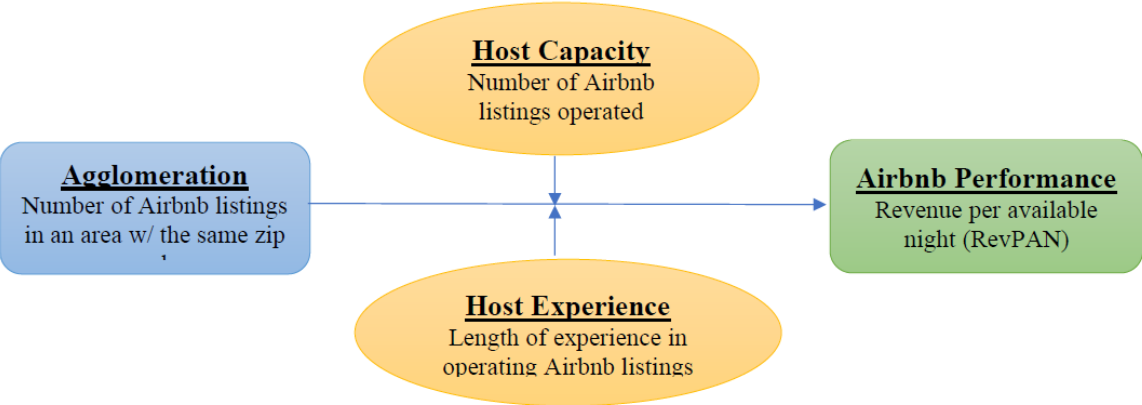 Host Capacity
Number of Airbnb
listings operated
Agglomeration
Number of Airbnb listings
in an area w/ the same zip
Airbnb Performance
Revenue per available
night (RevPAN)
Host Experience
Length of experience in
operating Airbnb listings